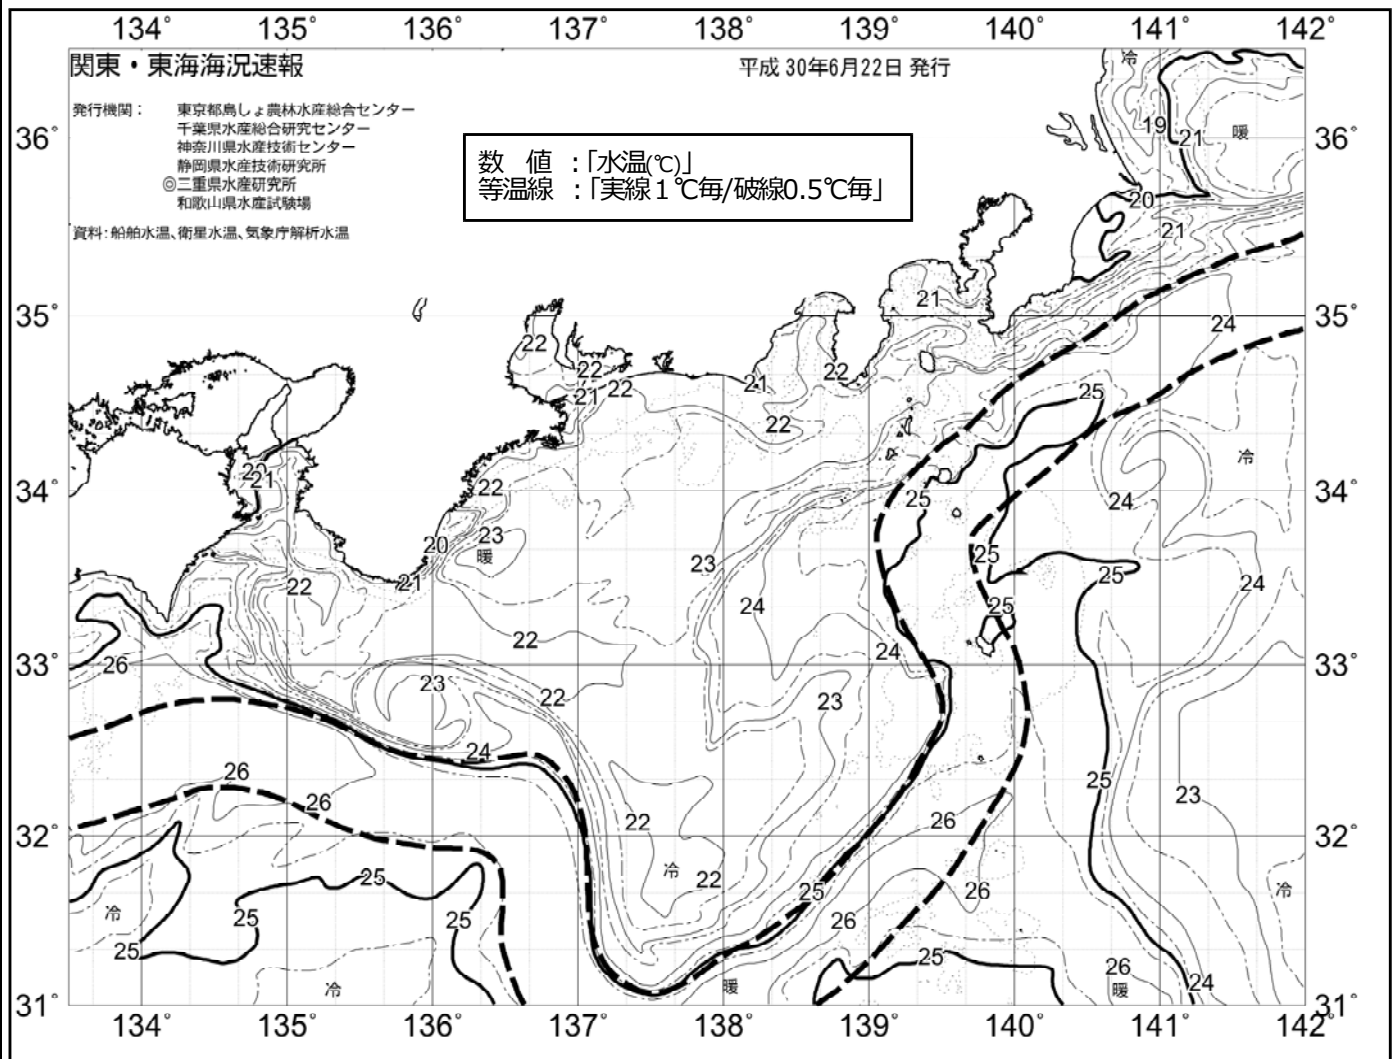 134° 135° 136° 137° 138° 139° 140° 141° 142°
関東・東海海況速報
平成 30年6月22日 発行
発行機関： 東京都島しょ農林水産総合センター
千葉県水産総合研究センター
神奈川県水産技術センター
静岡県水産技術研究所
◎三重県水産研究所
和歌山県水産試験場
資料：船舶水温、衛星水温、気象庁解析水温
数 値 ：「水温(℃)」
等温線 ：「実線１℃毎/破線0.5℃毎」
冷
19 21 暖
36° 36°
20
21
21
35° 24 35°
22
22 22
21 22 21 22
25
22
冷
20
21
22
34° 25 24 34°
23
20
暖
23 25
21 25
22 24
24 25
22
26 24
33° 33°
23
22
23
24
26
25
26 23
22 26
32° 32°
冷
25 22
25
26
冷 冷
25 25 26
25
25
26
24
冷 暖 暖
31° 31°
134° 135° 136° 137° 138° 139° 140° 141° 142°